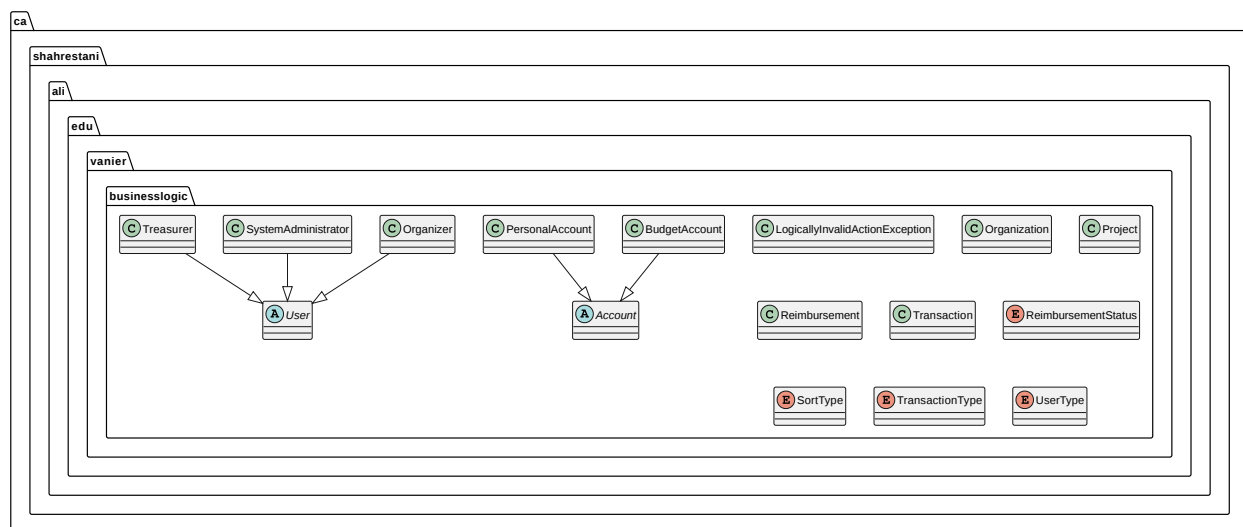 ca
shahrestani
ali
edu
vanier
businesslogic
C Treasurer
C SystemAdministrator
C Organizer
C PersonalAccount
C BudgetAccount
C LogicallyInvalidActionException
C Organization
C Project
A User
A Account
C Reimbursement
C Transaction
E ReimbursementStatus
E SortType
E TransactionType
E UserType